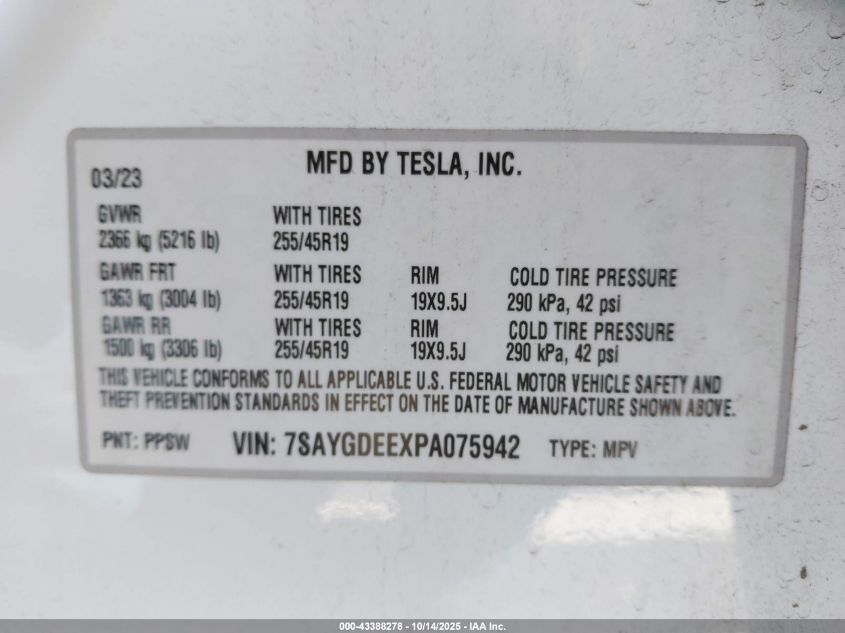 MFD BY TESLA, INC.
03/23
GVWR WITH TIRES
2366 kg (5216 lb) 255/45R19
GAWR FRT WITH TIRES RIM COLD TIRE PRESSURE
1363 kg (3004 lb) 255/45R19 19X9.5J 290 kPa, 42 psi
GAWR RR WITH TIRES RIM COLD TIRE PRESSURE
1500 kg (3306 lb) 255/45R19 19X9.5J 290 kPa, 42 psi
THIS VEHICLE CONFORMS TO ALL APPLICABLE U.S. FEDERAL MOTOR VEHICLE SAFETY AND
THEFT PREVENTION STANDARDS IN EFFECT ON THE DATE OF MANUFACTURE SHOWN ABOVE.
PNT: PPSW VIN: 7SAYGDEEXPA075942 TYPE: MPV
000-43388278 - 10/14/2025 - IAA Inc.